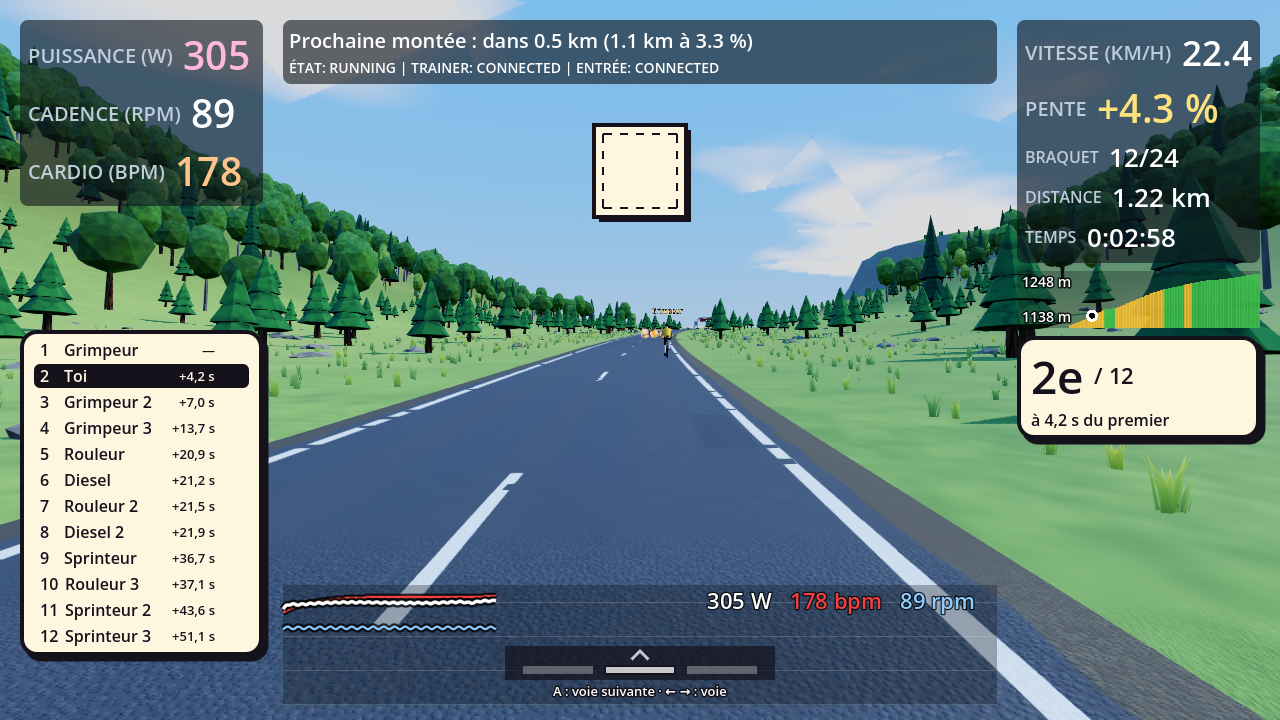 PUISSANCE (W) 305
CADENCE (RPM) 89
CARDIO (BPM) 178
Prochaine montée : dans 0.5 km (1.1 km à 3.3 %)
ÉTAT: RUNNING | TRAINER: CONNECTED | ENTRÉE: CONNECTED
VITESSE (KM/H) 22.4
PENTE +4.3 %
BRAQUET 12/24
DISTANCE 1.22 km
TEMPS 0:02:58
1248 m
1138 m
2e / 12
à 4,2 s du premier
1 Grimpeur —
2 Toi +4,2 s
3 Grimpeur 2 +7,0 s
4 Grimpeur 3 +13,7 s
5 Rouleur +20,9 s
6 Diesel +21,2 s
7 Rouleur 2 +21,5 s
8 Diesel 2 +21,9 s
9 Sprinteur +36,7 s
10 Rouleur 3 +37,1 s
11 Sprinteur 2 +43,6 s
12 Sprinteur 3 +51,1 s
305 W 178 bpm 89 rpm
A : voie suivante · ← → : voie